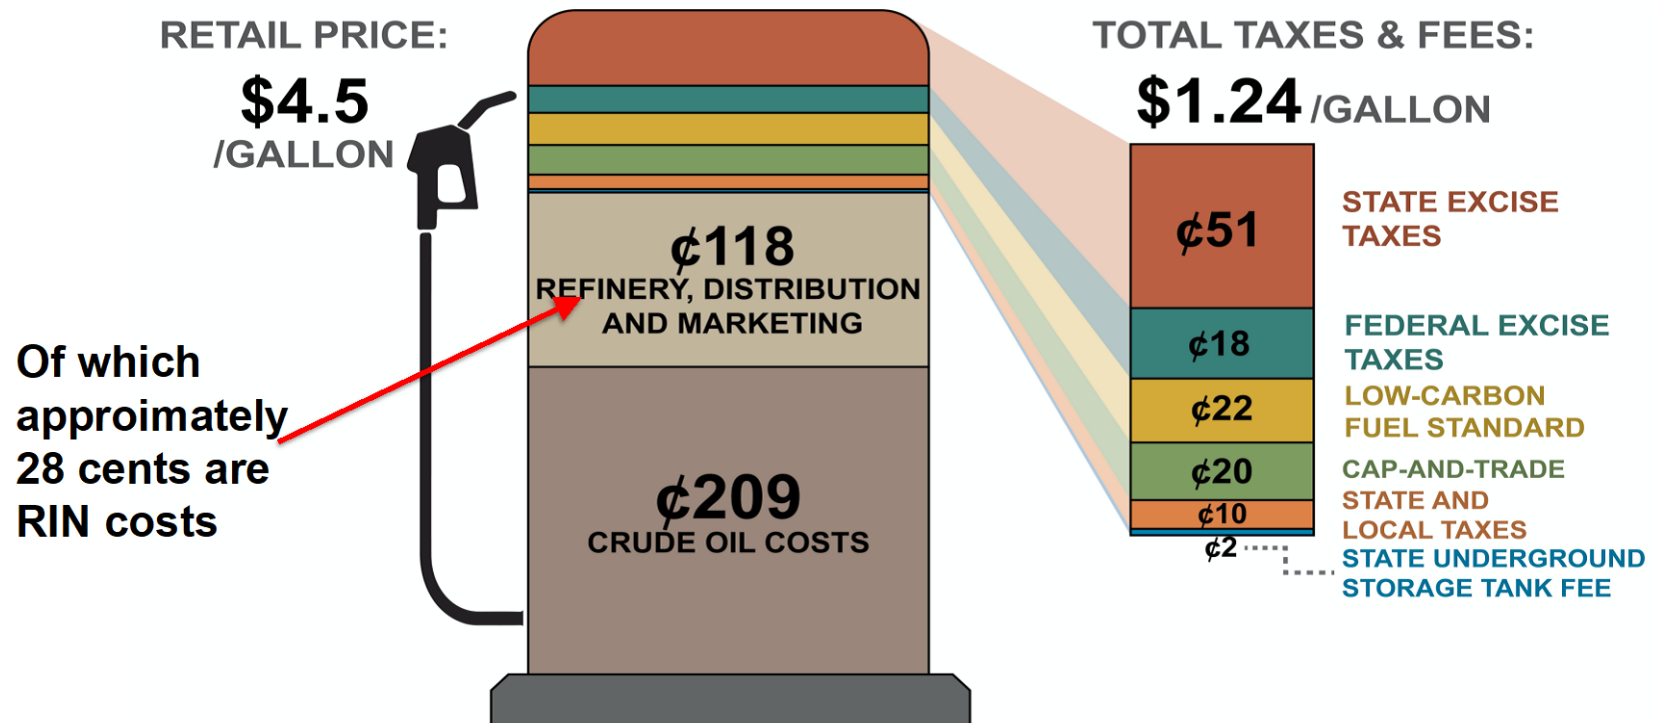 RETAIL PRICE:
$4.5
/GALLON
TOTAL TAXES & FEES:
$1.24 /GALLON
¢118
REFINERY, DISTRIBUTION
AND MARKETING
Of which
approimately
28 cents are
RIN costs
¢209
CRUDE OIL COSTS
¢51
STATE EXCISE
TAXES
¢18
FEDERAL EXCISE
TAXES
¢22
LOW-CARBON
FUEL STANDARD
¢20
CAP-AND-TRADE
¢10
STATE AND
LOCAL TAXES
¢2
STATE UNDERGROUND
STORAGE TANK FEE